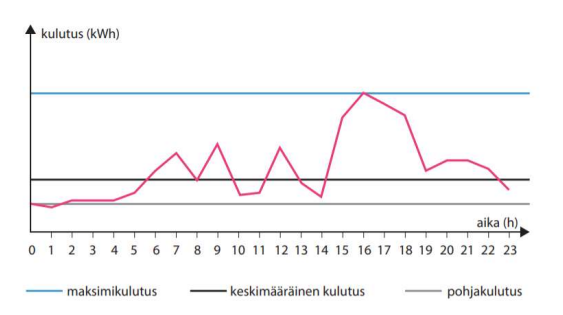 kulutus (kWh)
aika (h)
0 1 2 3 4 5 6 7 8 9 10 11 12 13 14 15 16 17 18 19 20 21 22 23
maksimikulutus keskimääräinen kulutus pohjakulutus